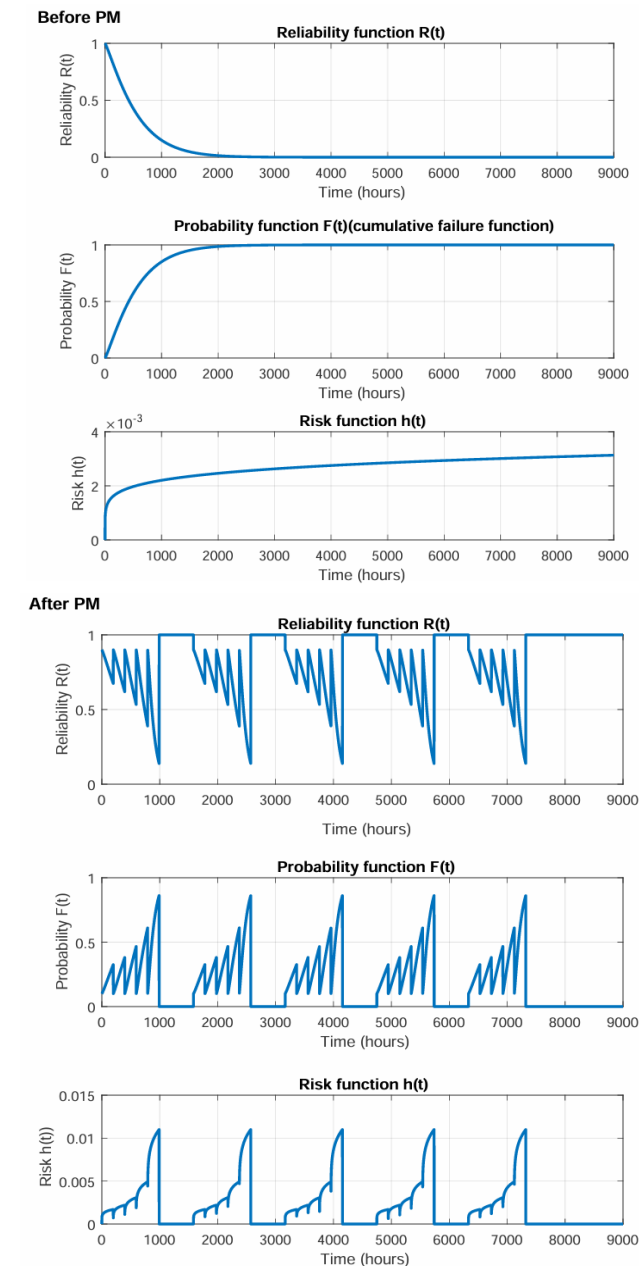 Before PM
Reliability function R(t)
Reliability R(t)
1
0.5
0
0 1000 2000 3000 4000 5000 6000 7000 8000 9000
Time (hours)
Probability function F(t)(cumulative failure function)
Probability F(t)
1
0.5
0
0 1000 2000 3000 4000 5000 6000 7000 8000 9000
Time (hours)
Risk function h(t)
×10⁻³
Risk h(t)
4
2
0
0 1000 2000 3000 4000 5000 6000 7000 8000 9000
Time (hours)
After PM
Reliability function R(t)
Reliability R(t)
1
0.5
0
0 1000 2000 3000 4000 5000 6000 7000 8000 9000
Time (hours)
Probability function F(t)
Probability F(t)
1
0.5
0
0 1000 2000 3000 4000 5000 6000 7000 8000 9000
Time (hours)
Risk function h(t)
Risk h(t))
0.015
0.01
0.005
0
0 1000 2000 3000 4000 5000 6000 7000 8000 9000
Time (hours)